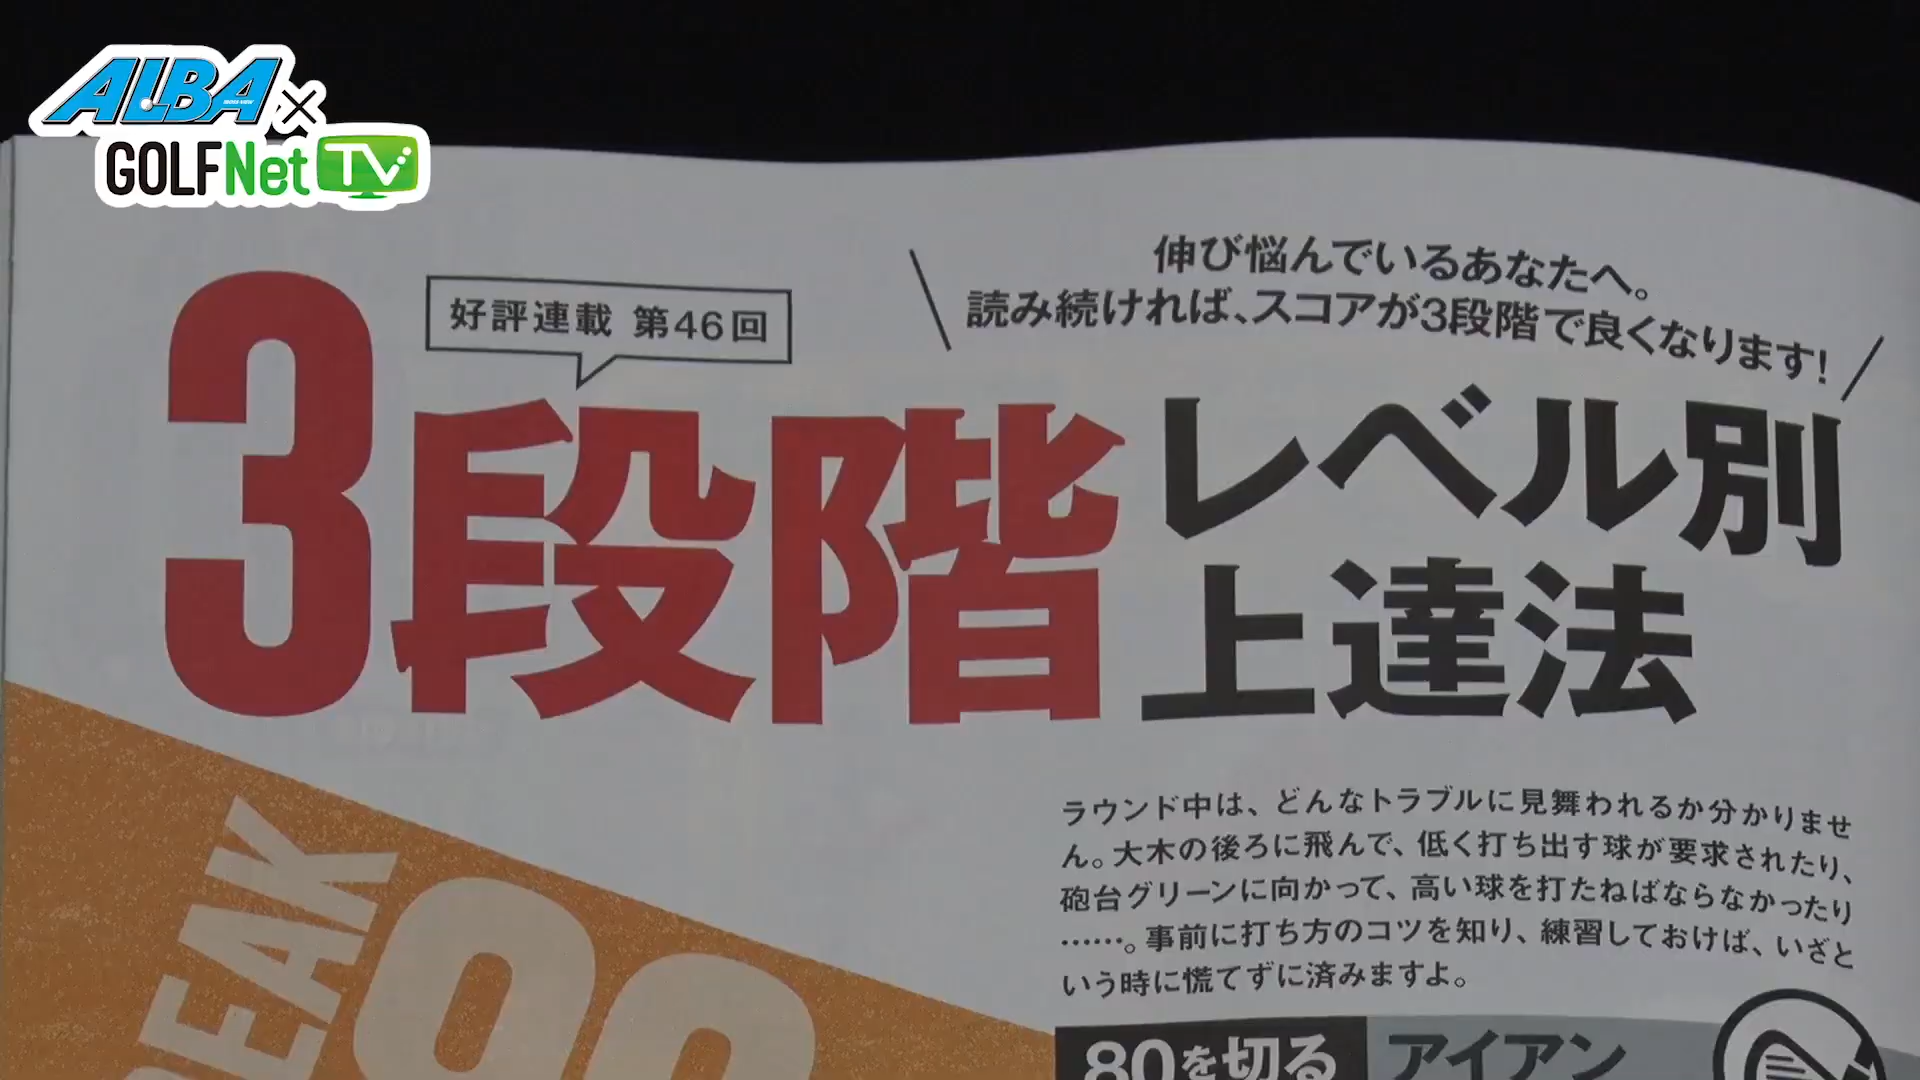 ALBA×
GOLFNet TV
伸び悩んでいるあなたへ。
読み続ければ、スコアが3段階で良くなります!
好評連載 第46回
3段階
レベル別
上達法
ラウンド中は、どんなトラブルに見舞われるか分かりませ
ん。大木の後ろに飛んで、低く打ち出す球が要求されたり、
砲台グリーンに向かって、高い球を打たねばならなかったり
……。事前に打ち方のコツを知り、練習しておけば、いざと
いう時に慌てずに済みますよ。
80を切る
アイアン